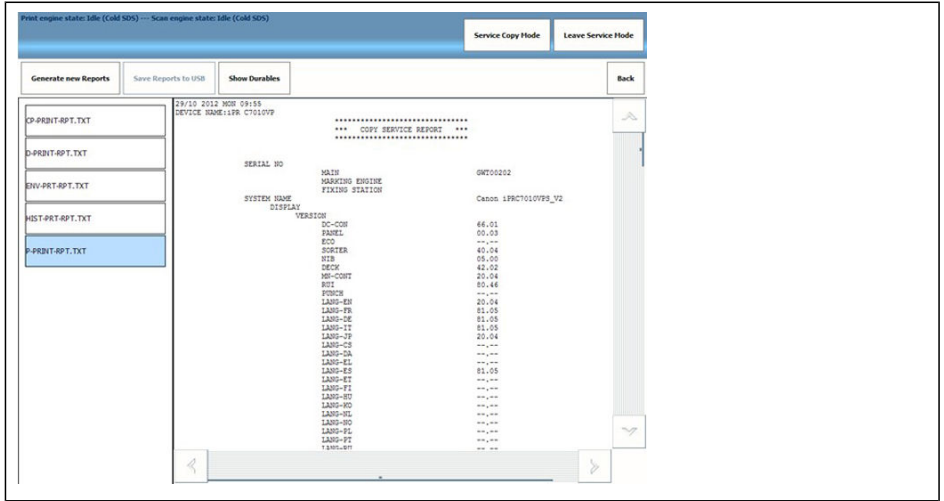 Print engine state: Idle (Cold SDS) --- Scan engine state: Idle (Cold SDS)
Service Copy Mode
Leave Service Mode
Generate new Reports
Save Reports to USB
Show Durables
Back
CP-PRINT-RPT.TXT
D-PRINT-RPT.TXT
ENV-PRT-RPT.TXT
HIST-PRT-RPT.TXT
P-PRINT-RPT.TXT
29/10 2012 MON 09:55
DEVICE NAME:iPR C7010VP
*******************************
*** COPY SERVICE REPORT ***
*******************************
SERIAL NO
MAIN GWT00202
MARKING ENGINE
FIXING STATION
SYSTEM NAME Canon iPRC7010VPS_V2
DISPLAY
VERSION
DC-CON 66.01
PANEL 00.03
ECO --,--
SORTER 40.04
NIB 05.00
DECK 42.02
MN-CONT 20.04
RUI 80.46
PUNCH --,--
LANG-EN 20.04
LANG-FR 81.05
LANG-DE 81.05
LANG-IT 81.05
LANG-JP 20.04
LANG-CS --,--
LANG-DA --,--
LANG-EL --,--
LANG-ES 81.05
LANG-ET --,--
LANG-FI --,--
LANG-HU --,--
LANG-KO --,--
LANG-NL --,--
LANG-NO --,--
LANG-PL --,--
LANG-PT --,--
LANG-RU --,--